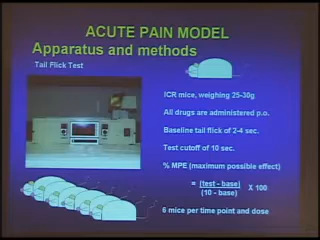 ACUTE PAIN MODEL
Apparatus and methods
Tail Flick Test
ICR mice, weighing 25-30g
All drugs are administered p.o.
Baseline tail flick of 2-4 sec.
Test cutoff of 10 sec.
% MPE (maximum possible effect)
= (test - base) X 100
(10 - base)
6 mice per time point and dose